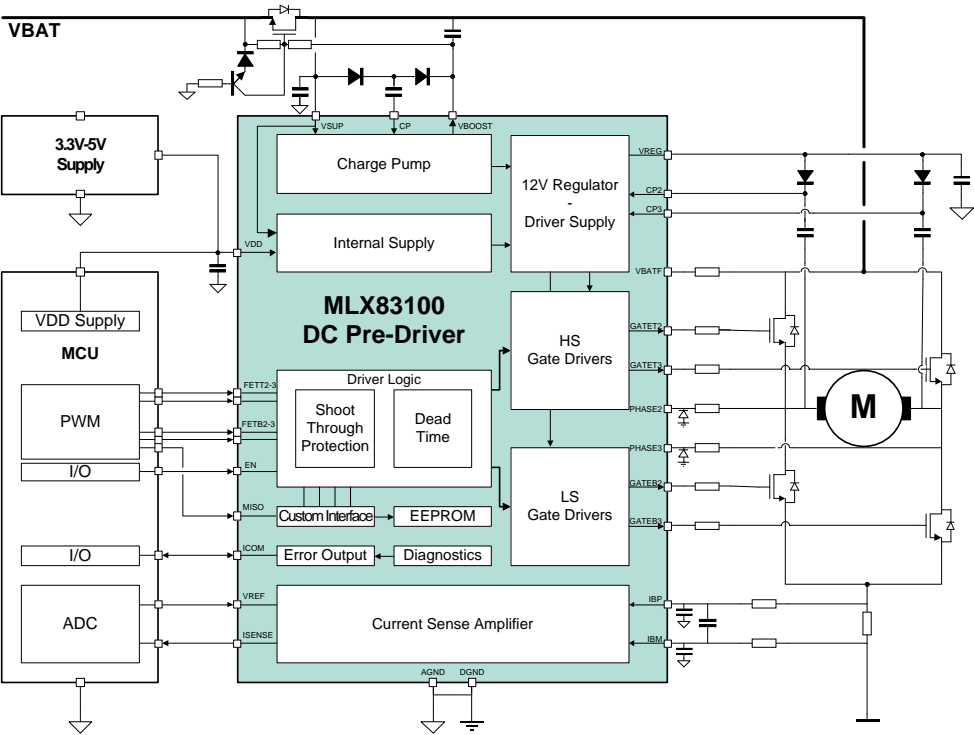 VBAT
3.3V-5V
Supply
VSUP
CP
VBOOST
Charge Pump
12V Regulator
-
Driver Supply
VREG
CP2
CP3
VDD
Internal Supply
VBATF
MLX83100
DC Pre-Driver
VDD Supply
MCU
HS
Gate Drivers
GATET2
GATET3
PHASE2
M
Driver Logic
FETT2-3
PWM
Shoot
Through
Protection
Dead
Time
FETB2-3
PHASE3
I/O
EN
LS
Gate Drivers
GATEB2
GATEB3
MISO
Custom Interface
EEPROM
I/O
ICOM
Error Output
Diagnostics
ADC
VREF
ISENSE
Current Sense Amplifier
IBP
IBM
AGND
DGND